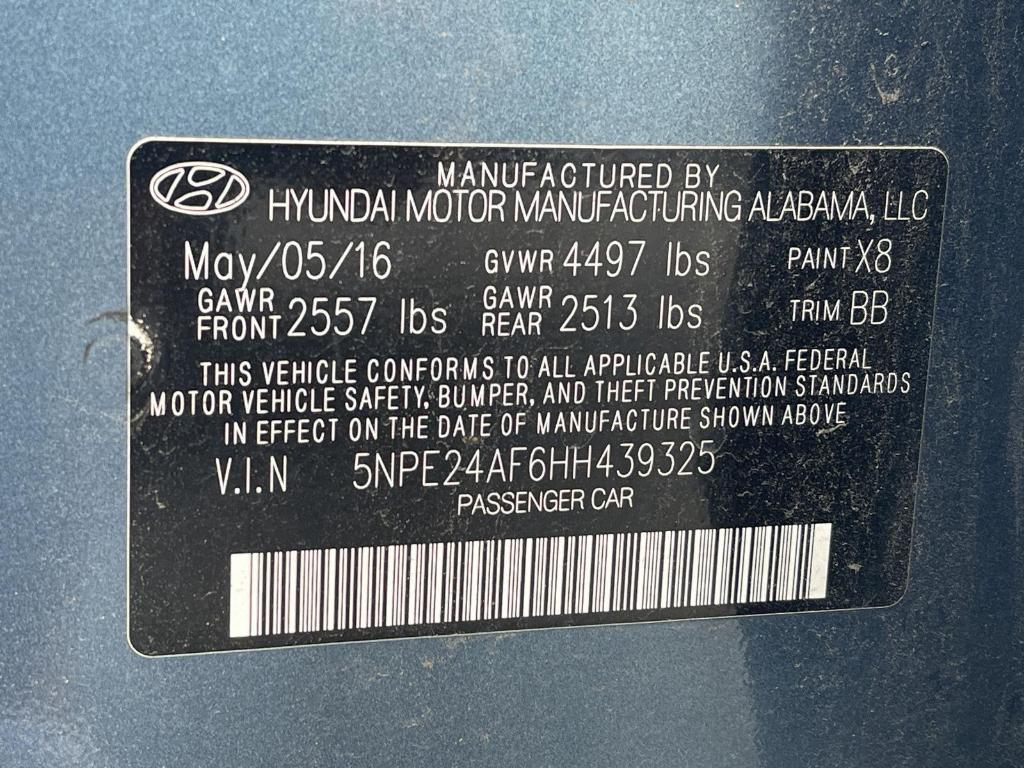 MANUFACTURED BY
HYUNDAI MOTOR MANUFACTURING ALABAMA, LLC
May/05/16 GVWR 4497 lbs PAINT X8
GAWR FRONT 2557 lbs GAWR REAR 2513 lbs TRIM BB
THIS VEHICLE CONFORMS TO ALL APPLICABLE U.S.A. FEDERAL
MOTOR VEHICLE SAFETY, BUMPER, AND THEFT PREVENTION STANDARDS
IN EFFECT ON THE DATE OF MANUFACTURE SHOWN ABOVE
V.I.N 5NPE24AF6HH439325
PASSENGER CAR